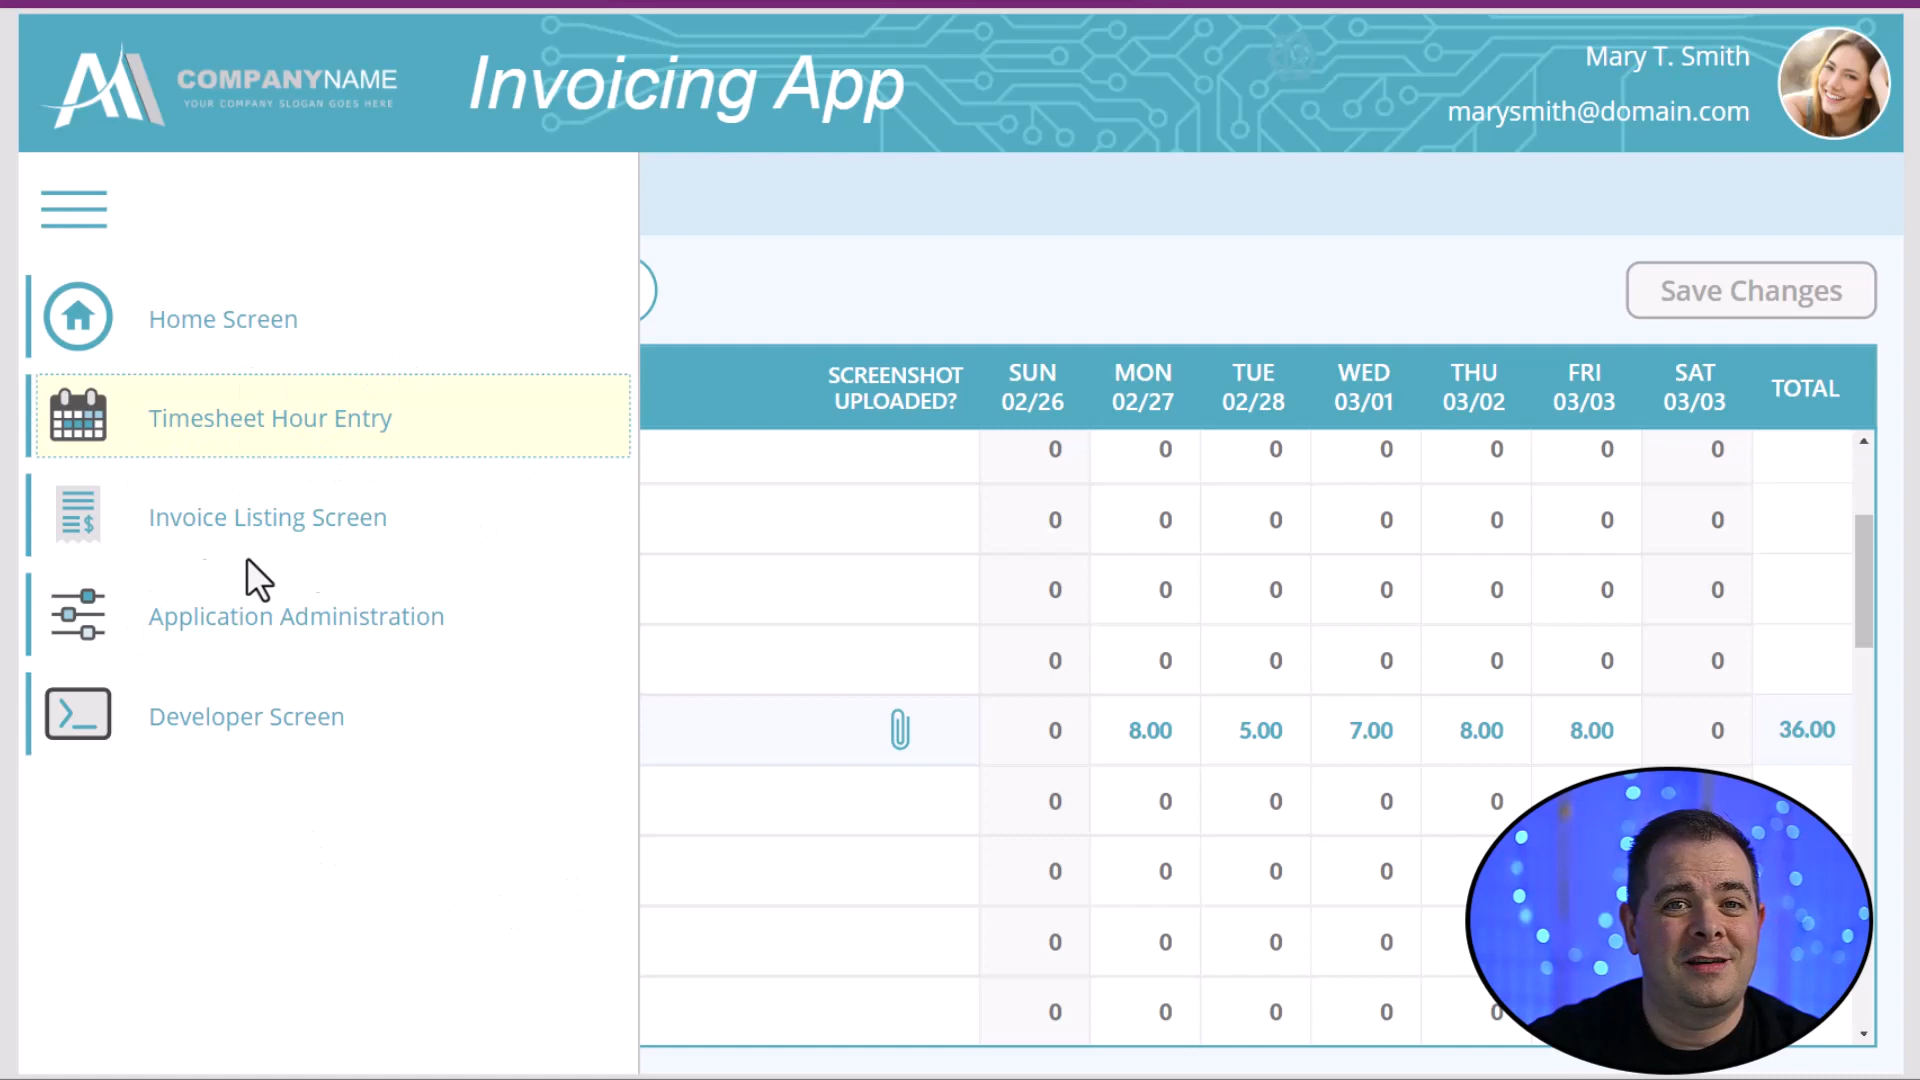 COMPANYNAME
YOUR COMPANY SLOGAN GOES HERE
Invoicing App
Mary T. Smith
marysmith@domain.com
Home Screen
Timesheet Hour Entry
Invoice Listing Screen
Application Administration
Developer Screen
Save Changes
SCREENSHOT UPLOADED? SUN 02/26 MON 02/27 TUE 02/28 WED 03/01 THU 03/02 FRI 03/03 SAT 03/03 TOTAL
0 0 0 0 0 0 0
0 0 0 0 0 0 0
0 0 0 0 0 0 0
0 0 0 0 0 0 0
0 8.00 5.00 7.00 8.00 8.00 0 36.00
0 0 0 0 0
0 0 0 0
0 0 0 0
0 0 0 0 0